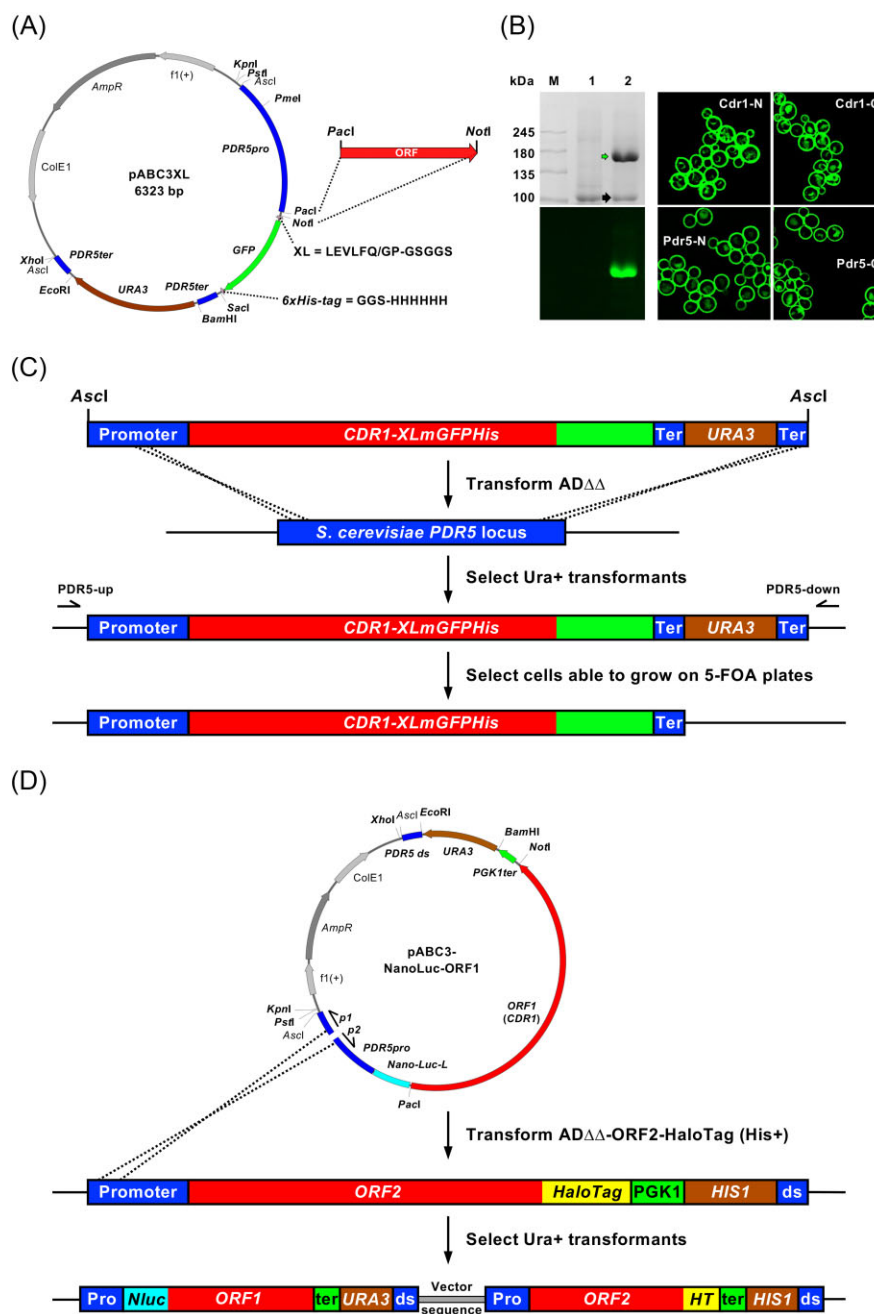 (A)
f1(+)
KpnI
PstI
AscI
PmeI
AmpR
PDR5pro
ColE1
pABC3XL
6323 bp
PacI
NotI
ORF
PacI
NotI
GFP
XL = LEVLFQ/GP-GSGGS
XhoI
AscI
PDR5ter
EcoRI
URA3
PDR5ter
SacI
BamHI
6xHis-tag = GGS-HHHHHH
(B)
kDa M 1 2
245
180
135
100
Cdr1-N
Pdr5-N
(C)
AscI AscI
Promoter CDR1-XLmGFPHis Ter URA3 Ter
Transform ADΔΔ
S. cerevisiae PDR5 locus
Select Ura+ transformants
PDR5-up PDR5-down
Promoter CDR1-XLmGFPHis Ter URA3 Ter
Select cells able to grow on 5-FOA plates
Promoter CDR1-XLmGFPHis Ter
(D)
XhoI
AscI
EcoRI
BamHI
NotI
PDR5 ds
URA3
PGK1ter
ColE1
AmpR
pABC3-
NanoLuc-ORF1
f1(+)
ORF1
(CDR1)
KpnI
PstI
AscI
p1
p2
PDR5pro
Nano-Luc-L
PacI
Transform ADΔΔ-ORF2-HaloTag (His+)
Promoter ORF2 HaloTag PGK1 HIS1 ds
Select Ura+ transformants
Pro Nluc ORF1 ter URA3 ds Vector sequence Pro ORF2 HT ter HIS1 ds